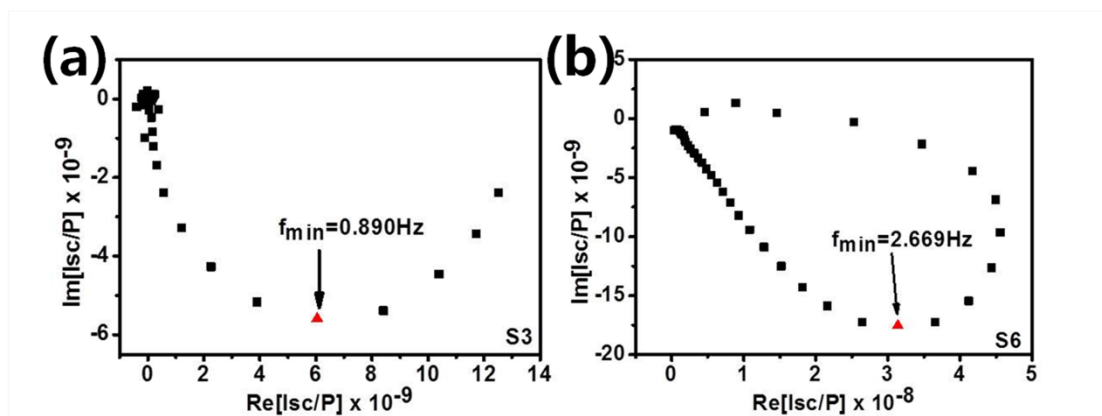 (a)
0
-2
-4
-6
Im[Isc/P] x 10-9
fmin=0.890Hz
S3
0 2 4 6 8 10 12 14
Re[Isc/P] x 10-9
(b)
5
0
-5
-10
-15
-20
Im[Isc/P] x 10-9
fmin=2.669Hz
S6
0 1 2 3 4 5
Re[Isc/P] x 10-8